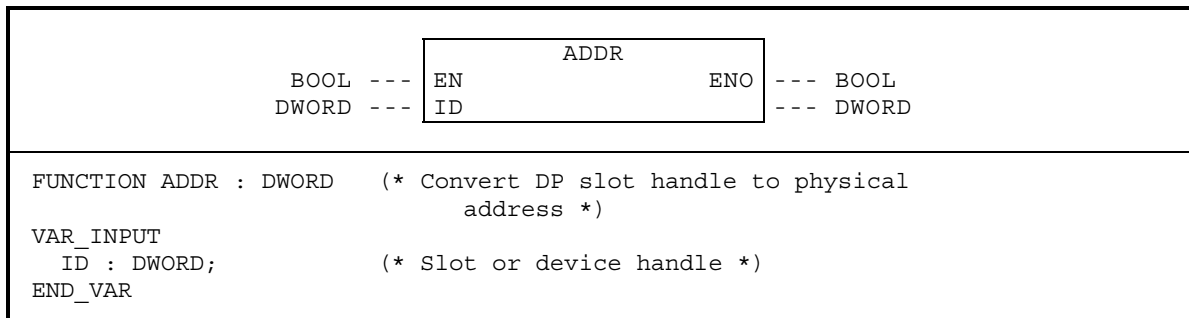 ADDR
BOOL --- EN ENO --- BOOL
DWORD --- ID --- DWORD
FUNCTION ADDR : DWORD (* Convert DP slot handle to physical
address *)
VAR_INPUT
ID : DWORD; (* Slot or device handle *)
END_VAR